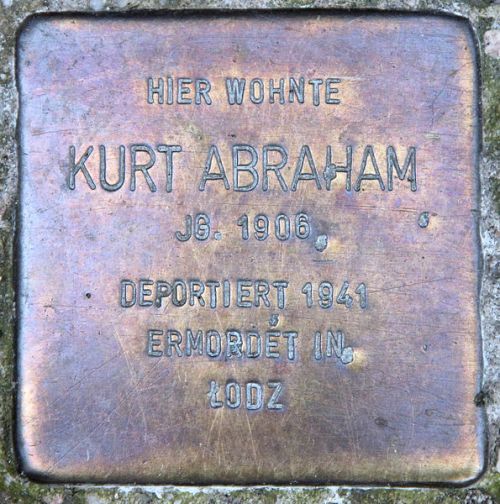 HIER WOHNTE
KURT ABRAHAM
JG. 1906
DEPORTIERT 1941
ERMORDET IN
ŁODZ